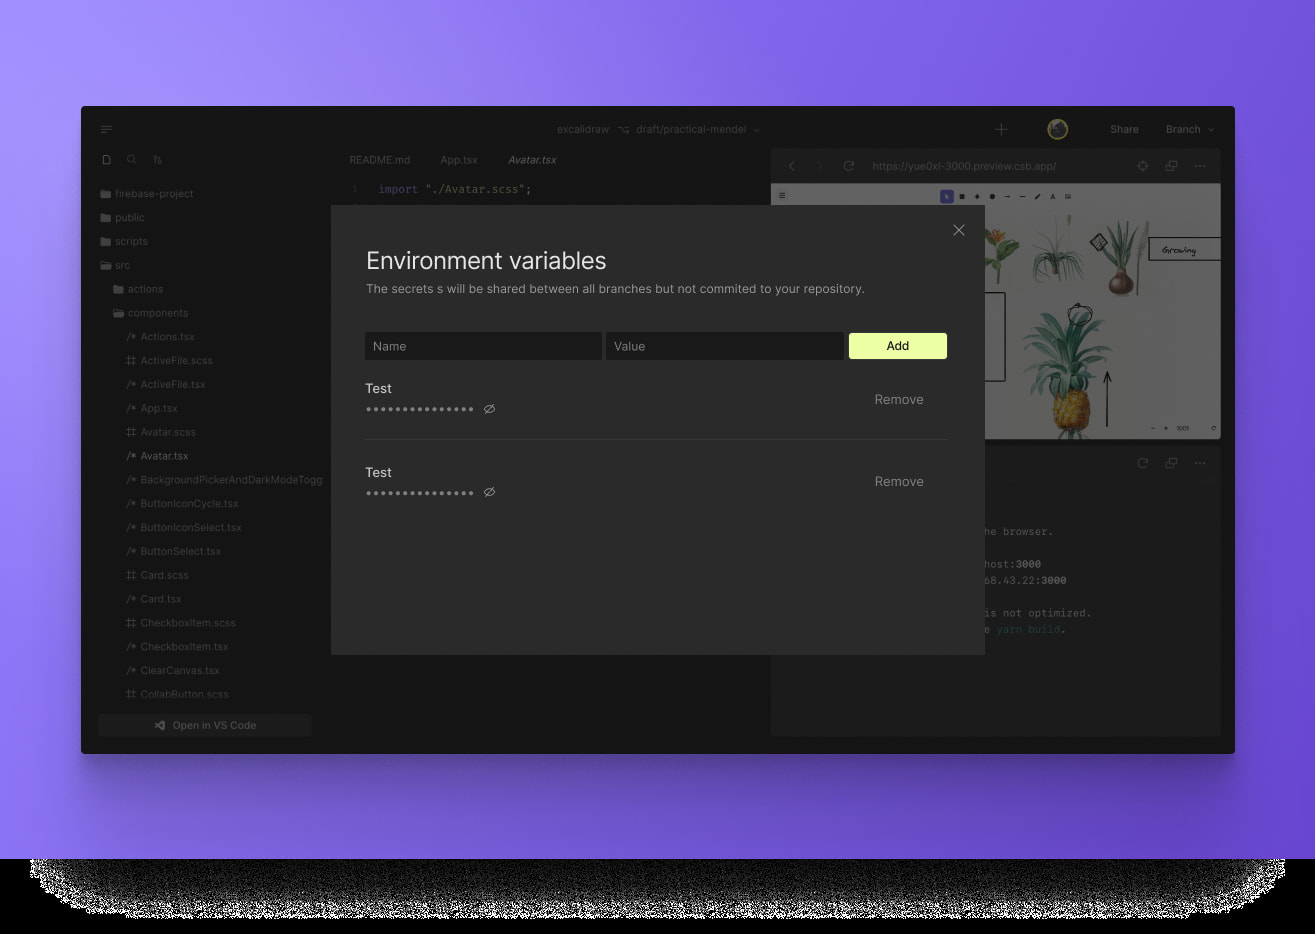 excalidraw draft/practical-mendel
Share
Branch
README.md
App.tsx
Avatar.tsx
https://yue0xl-3000.preview.csb.app/
1 import "./Avatar.scss";
firebase-project
public
scripts
src
actions
components
/* Actions.tsx
ActiveFile.scss
/* ActiveFile.tsx
/* App.tsx
Avatar.scss
/* Avatar.tsx
BackgroundPickerAndDarkModeTogg
/* ButtonIconCycle.tsx
/* ButtonIconSelect.tsx
/* ButtonSelect.tsx
Card.scss
/* Card.tsx
CheckboxItem.scss
/* CheckboxItem.tsx
/* ClearCanvas.tsx
CollabButton.scss
Open in VS Code
Environment variables
The secrets s will be shared between all branches but not commited to your repository.
Name
Value
Add
Test
Remove
Test
Remove
A
Growing
100%
he browser.
host:3000
68.43.22:3000
is not optimized.
e yarn build.